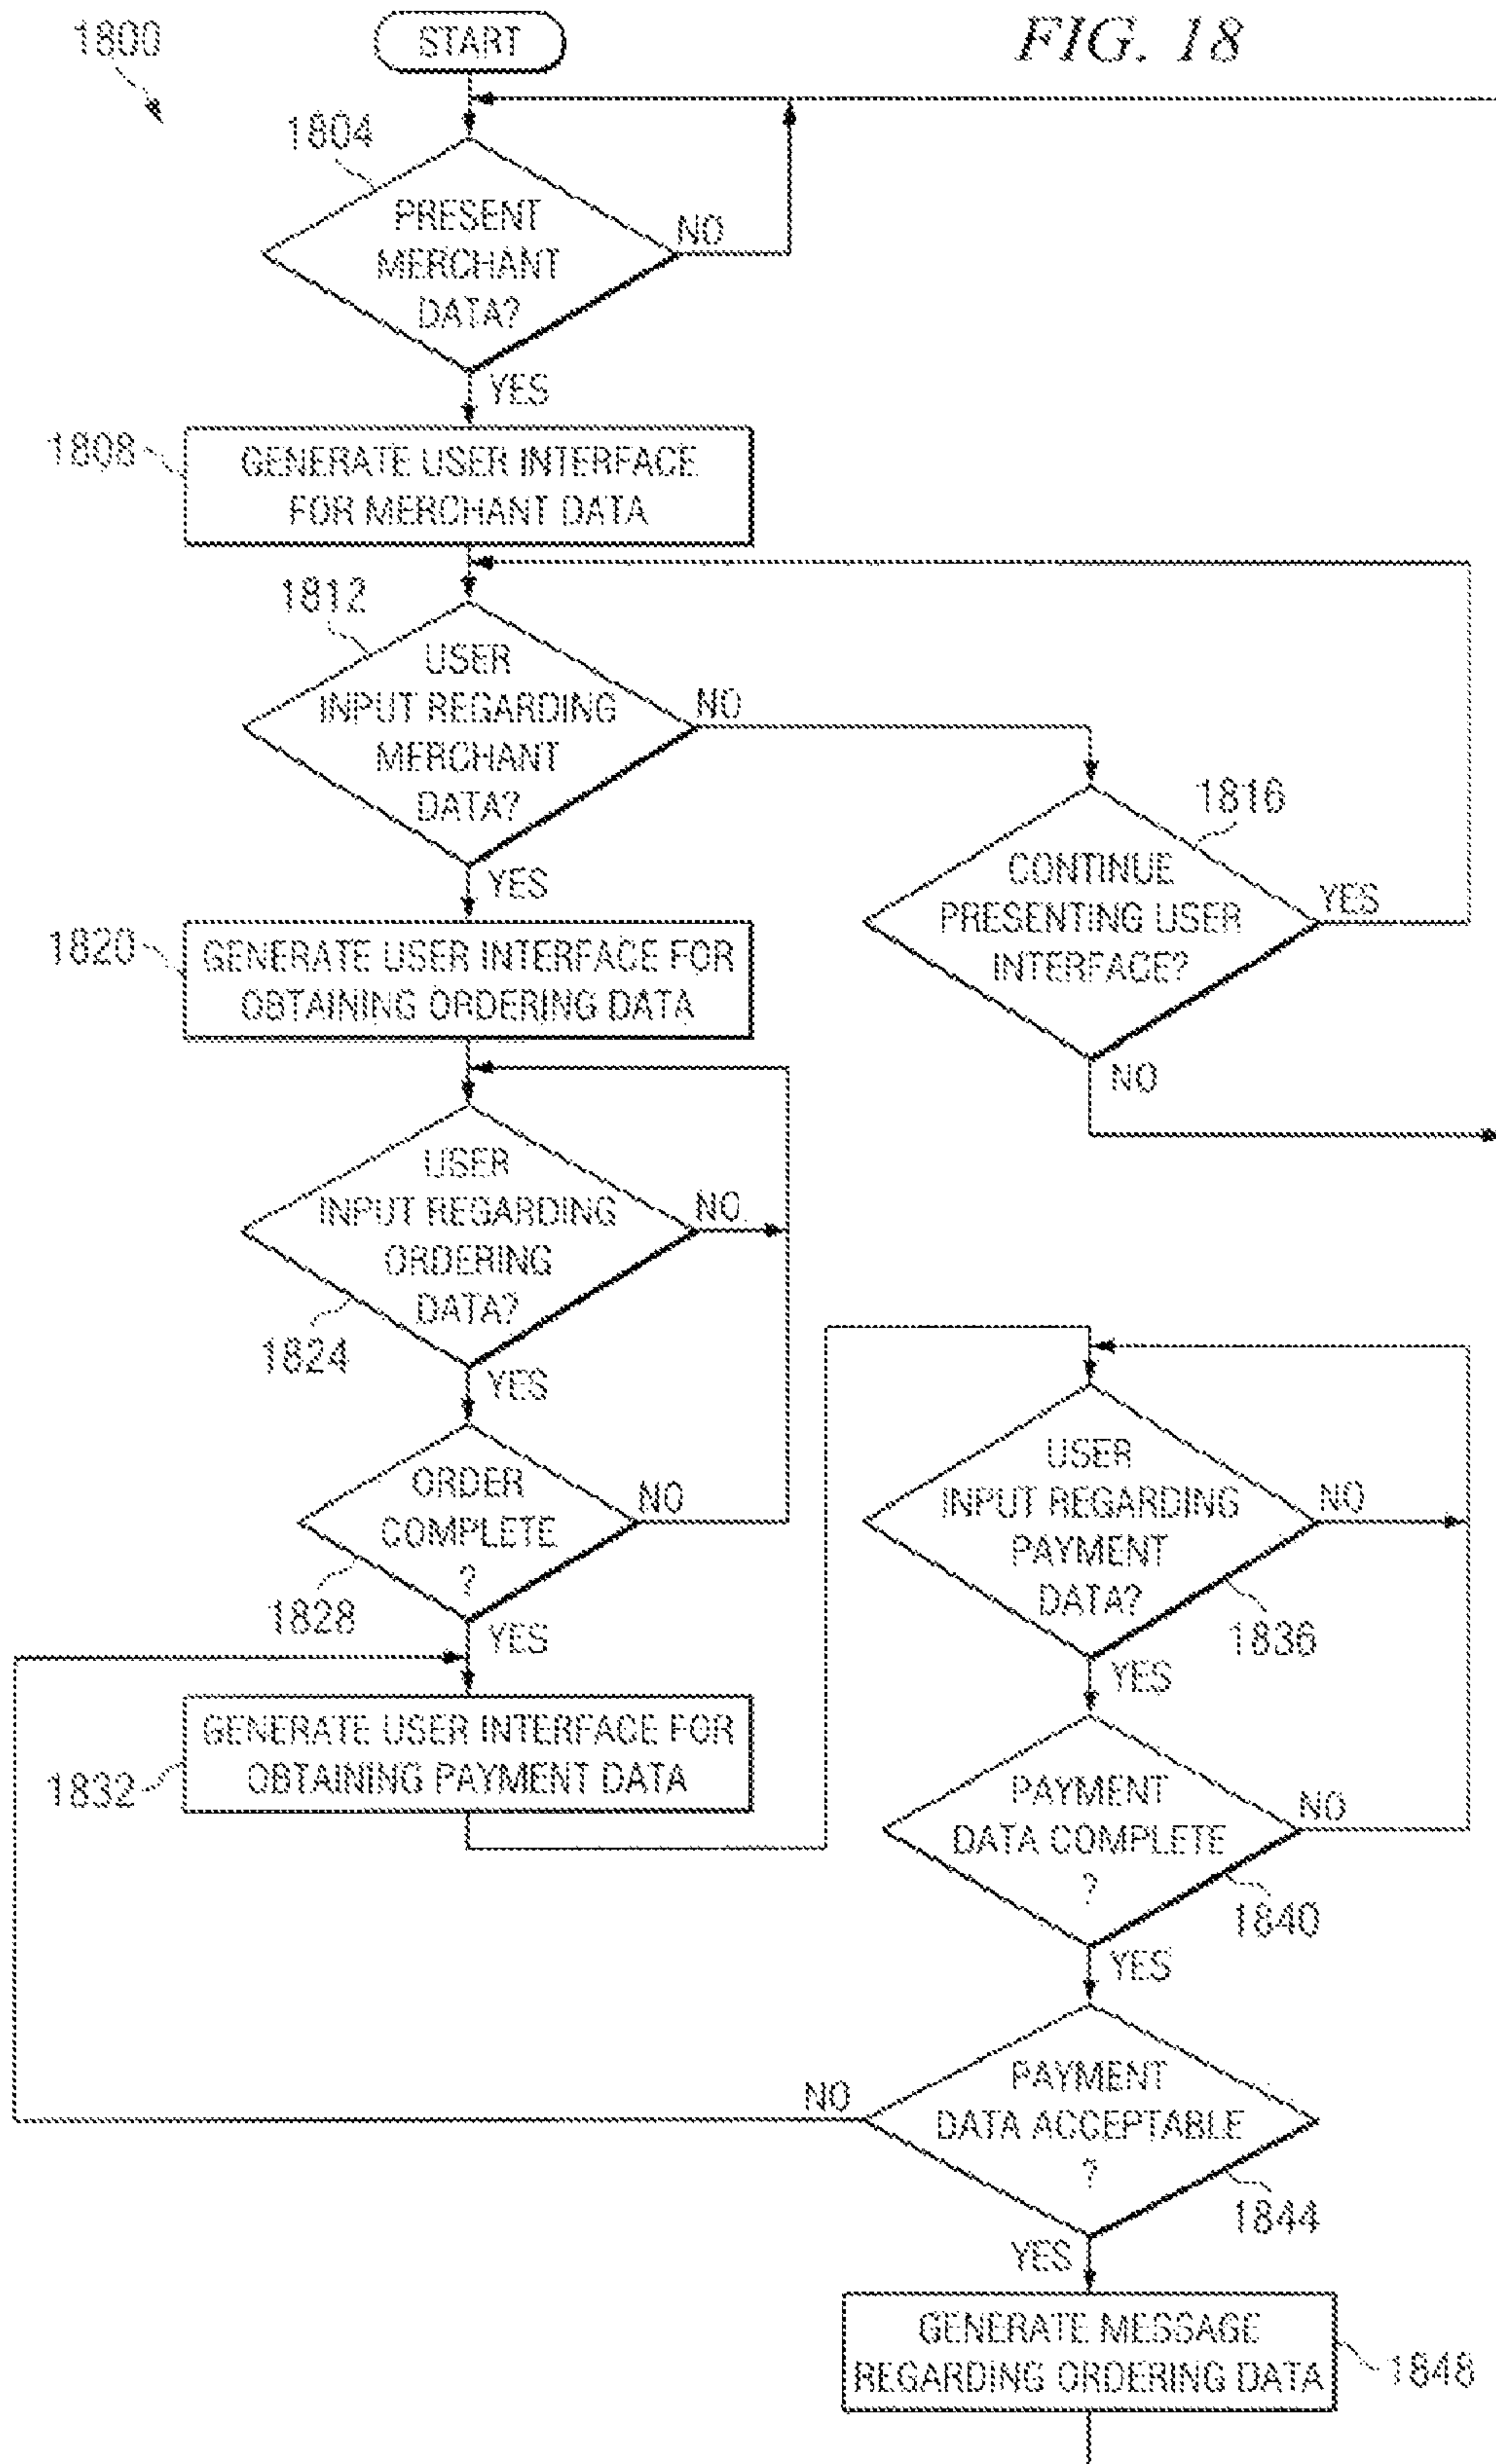 1800
START
FIG. 18
1804
PRESENT
MERCHANT
DATA?
NO
YES
1808
GENERATE USER INTERFACE
FOR MERCHANT DATA
1812
USER
INPUT REGARDING
MERCHANT
DATA?
NO
YES
1816
CONTINUE
PRESENTING USER
INTERFACE?
YES
NO
1820
GENERATE USER INTERFACE FOR
OBTAINING ORDERING DATA
USER
INPUT REGARDING
ORDERING
DATA?
NO
1824
YES
ORDER
COMPLETE
?
NO
1828
YES
1832
GENERATE USER INTERFACE FOR
OBTAINING PAYMENT DATA
USER
INPUT REGARDING
PAYMENT
DATA?
NO
1836
YES
PAYMENT
DATA COMPLETE
?
NO
1840
YES
PAYMENT
DATA ACCEPTABLE
?
NO
1844
YES
GENERATE MESSAGE
REGARDING ORDERING DATA
1848